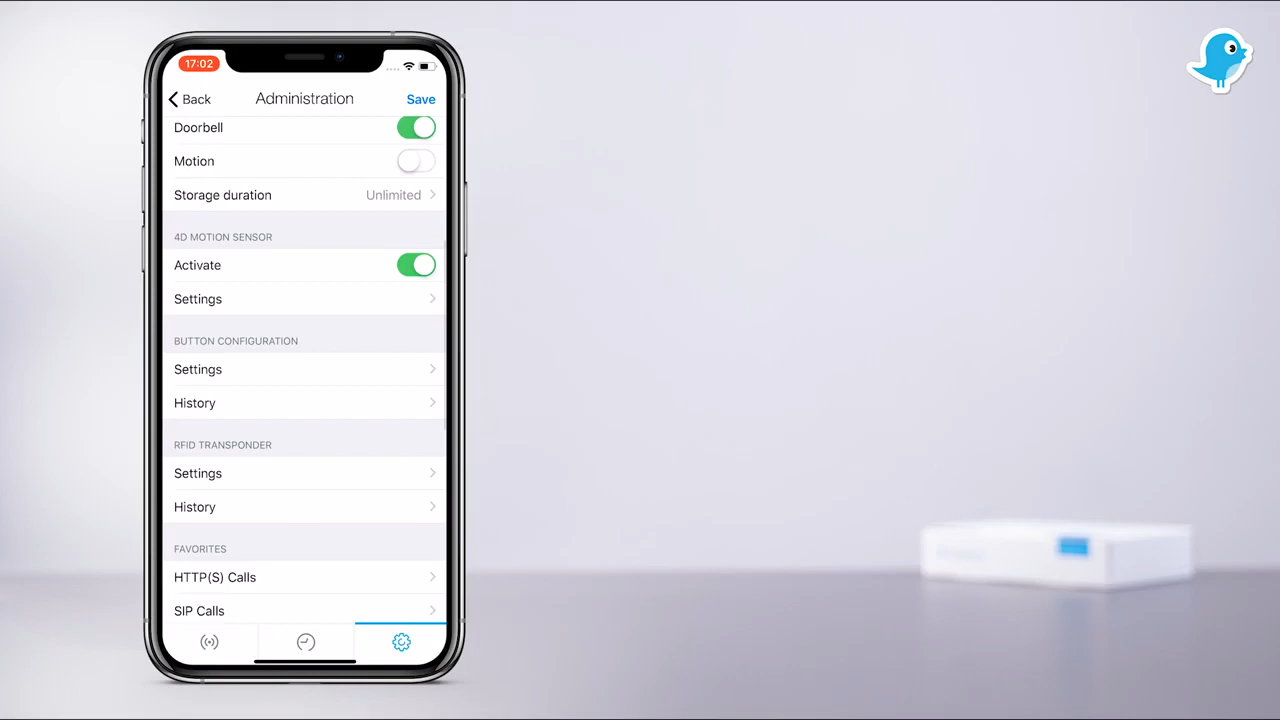 17:02
Back Administration Save
Doorbell
Motion
Storage duration Unlimited
4D MOTION SENSOR
Activate
Settings
BUTTON CONFIGURATION
Settings
History
RFID TRANSPONDER
Settings
History
FAVORITES
HTTP(S) Calls
SIP Calls